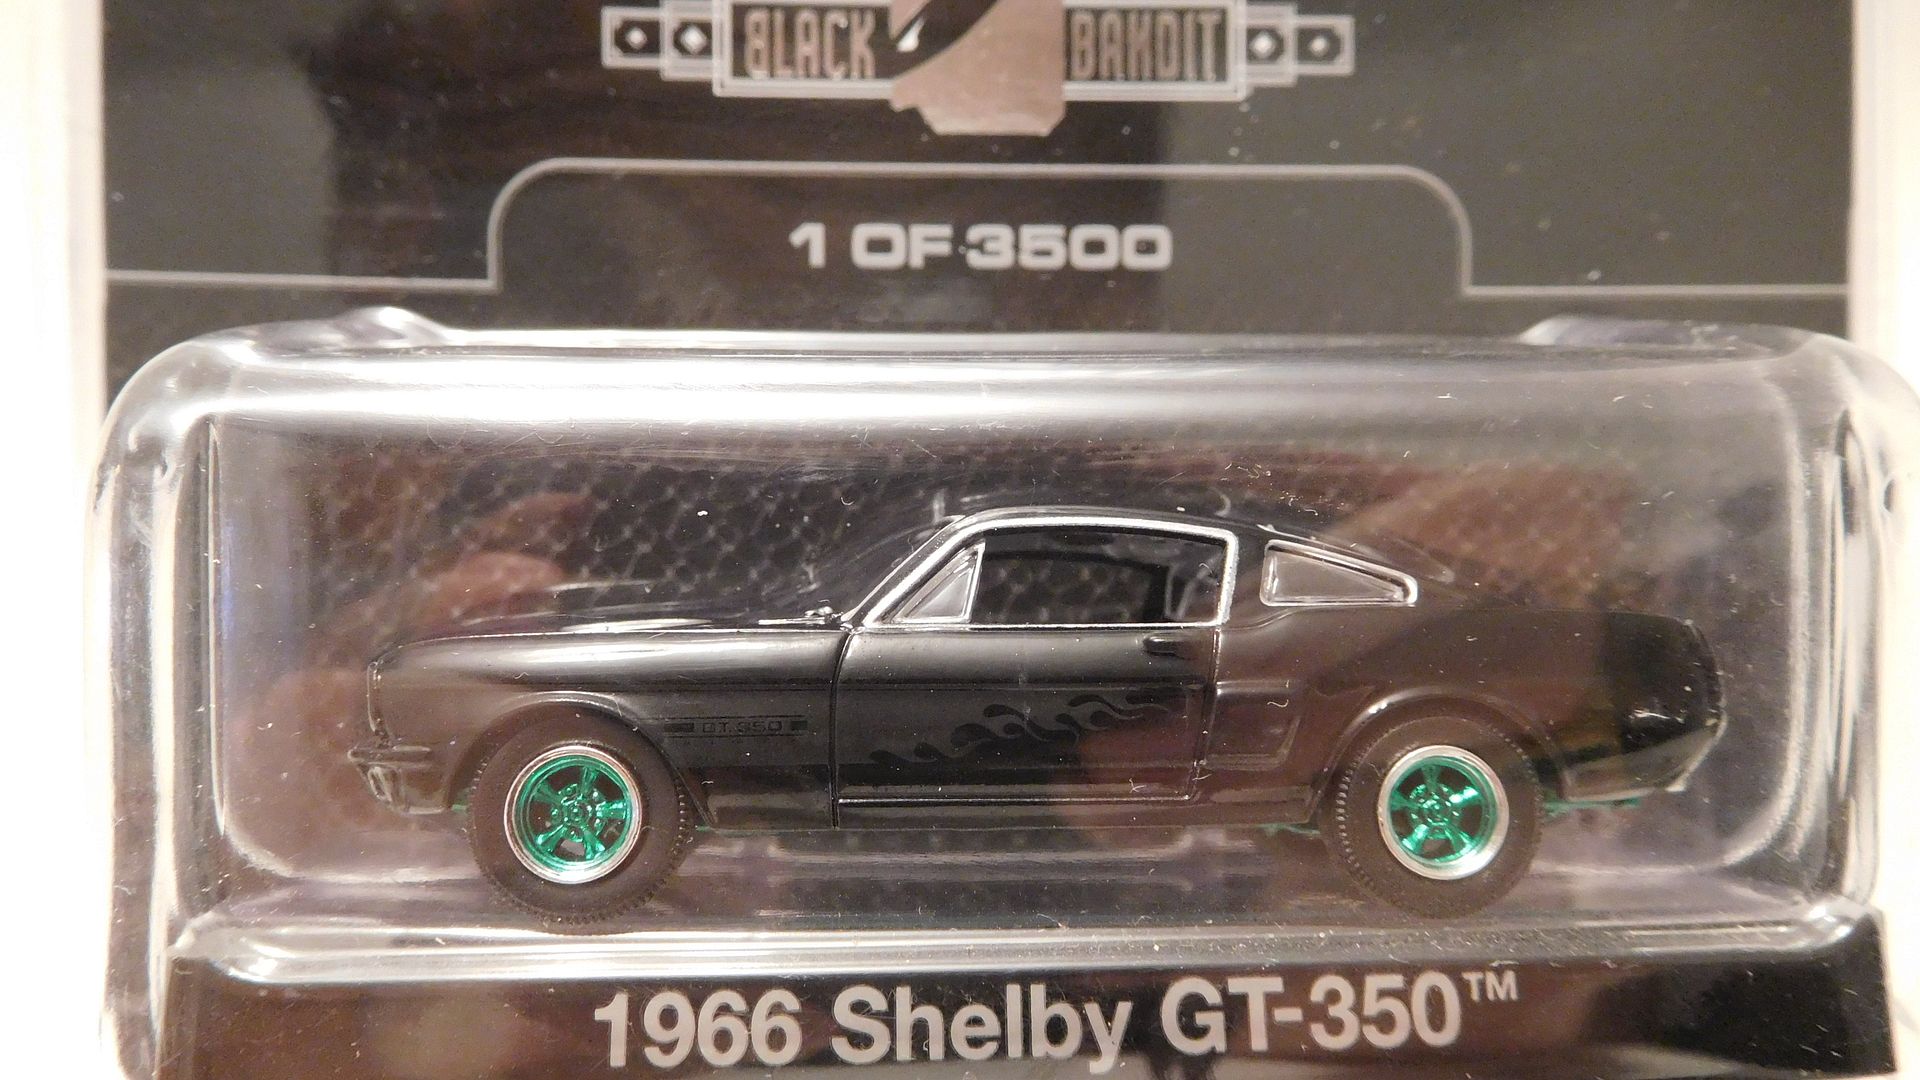 BLACK BANDIT
1 OF 3500
GT 350
1966 Shelby GT-350™